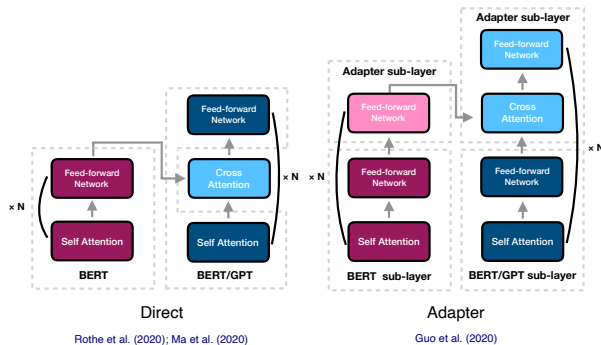 Feed-forward
Network
Self Attention
× N
BERT
Feed-forward
Network
Cross
Attention
Self Attention
× N
BERT/GPT
Direct
Rothe et al. (2020); Ma et al. (2020)
Adapter sub-layer
Feed-forward
Network
Feed-forward
Network
Self Attention
× N
BERT sub-layer
Adapter sub-layer
Feed-forward
Network
Cross
Attention
Feed-forward
Network
Self Attention
× N
BERT/GPT sub-layer
Adapter
Guo et al. (2020)